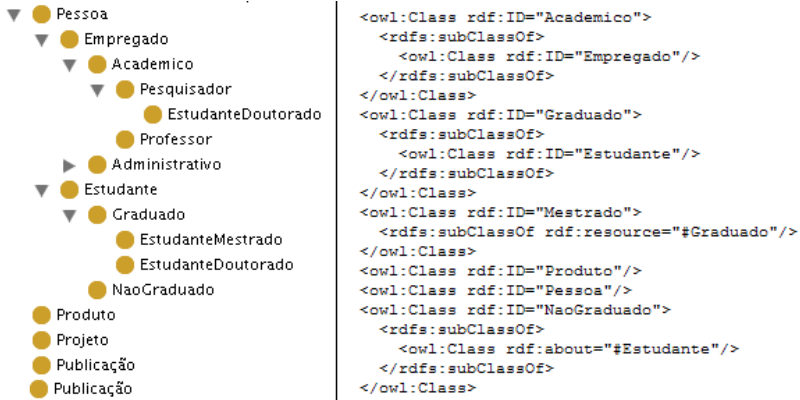 Pessoa
Empregado
Academico
Pesquisador
EstudanteDoutorado
Professor
Administrativo
Estudante
Graduado
EstudanteMestrado
EstudanteDoutorado
NaoGraduado
Produto
Projeto
Publicação
Publicação
<owl:Class rdf:ID="Academico">
<rdfs:subClassOf>
<owl:Class rdf:ID="Empregado"/>
</rdfs:subClassOf>
</owl:Class>
<owl:Class rdf:ID="Graduado">
<rdfs:subClassOf>
<owl:Class rdf:ID="Estudante"/>
</rdfs:subClassOf>
</owl:Class>
<owl:Class rdf:ID="Mestrado">
<rdfs:subClassOf rdf:resource="#Graduado"/>
</owl:Class>
<owl:Class rdf:ID="Produto"/>
<owl:Class rdf:ID="Pessoa"/>
<owl:Class rdf:ID="NaoGraduado">
<rdfs:subClassOf>
<owl:Class rdf:about="#Estudante"/>
</rdfs:subClassOf>
</owl:Class>